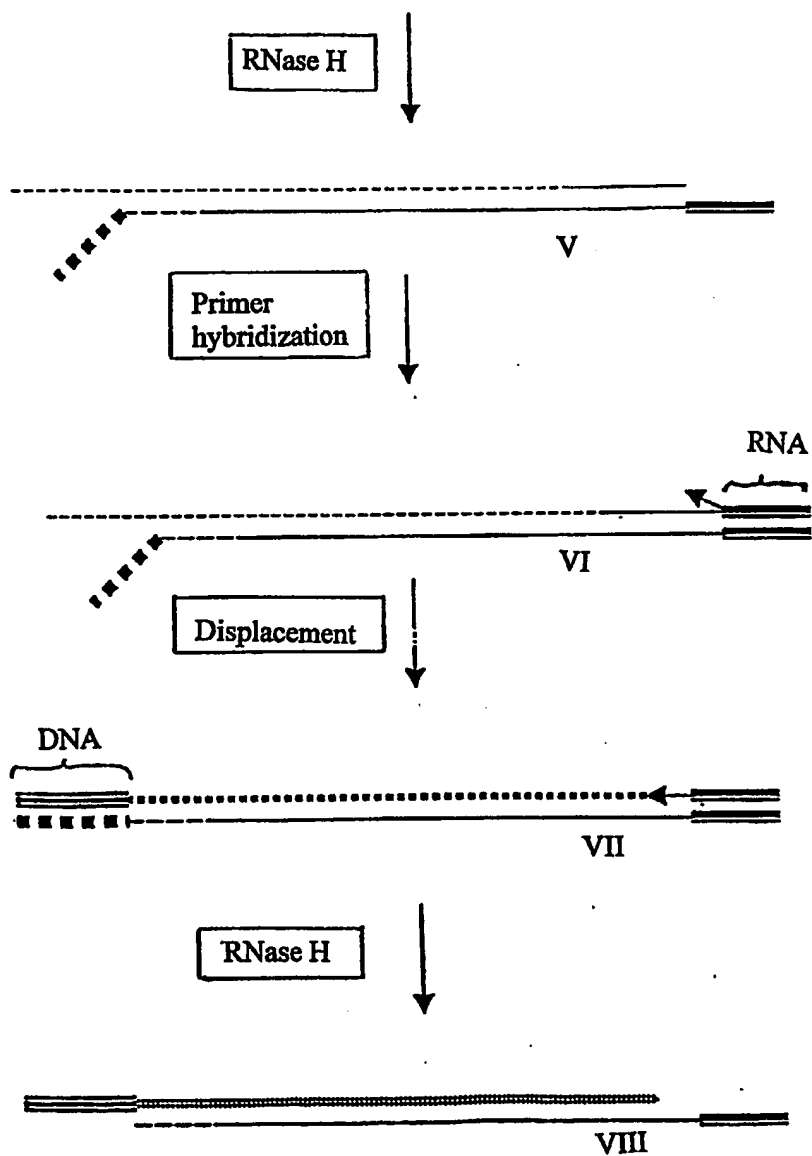 RNase H
V
Primer
hybridization
RNA
VI
Displacement
DNA
VII
RNase H
VIII